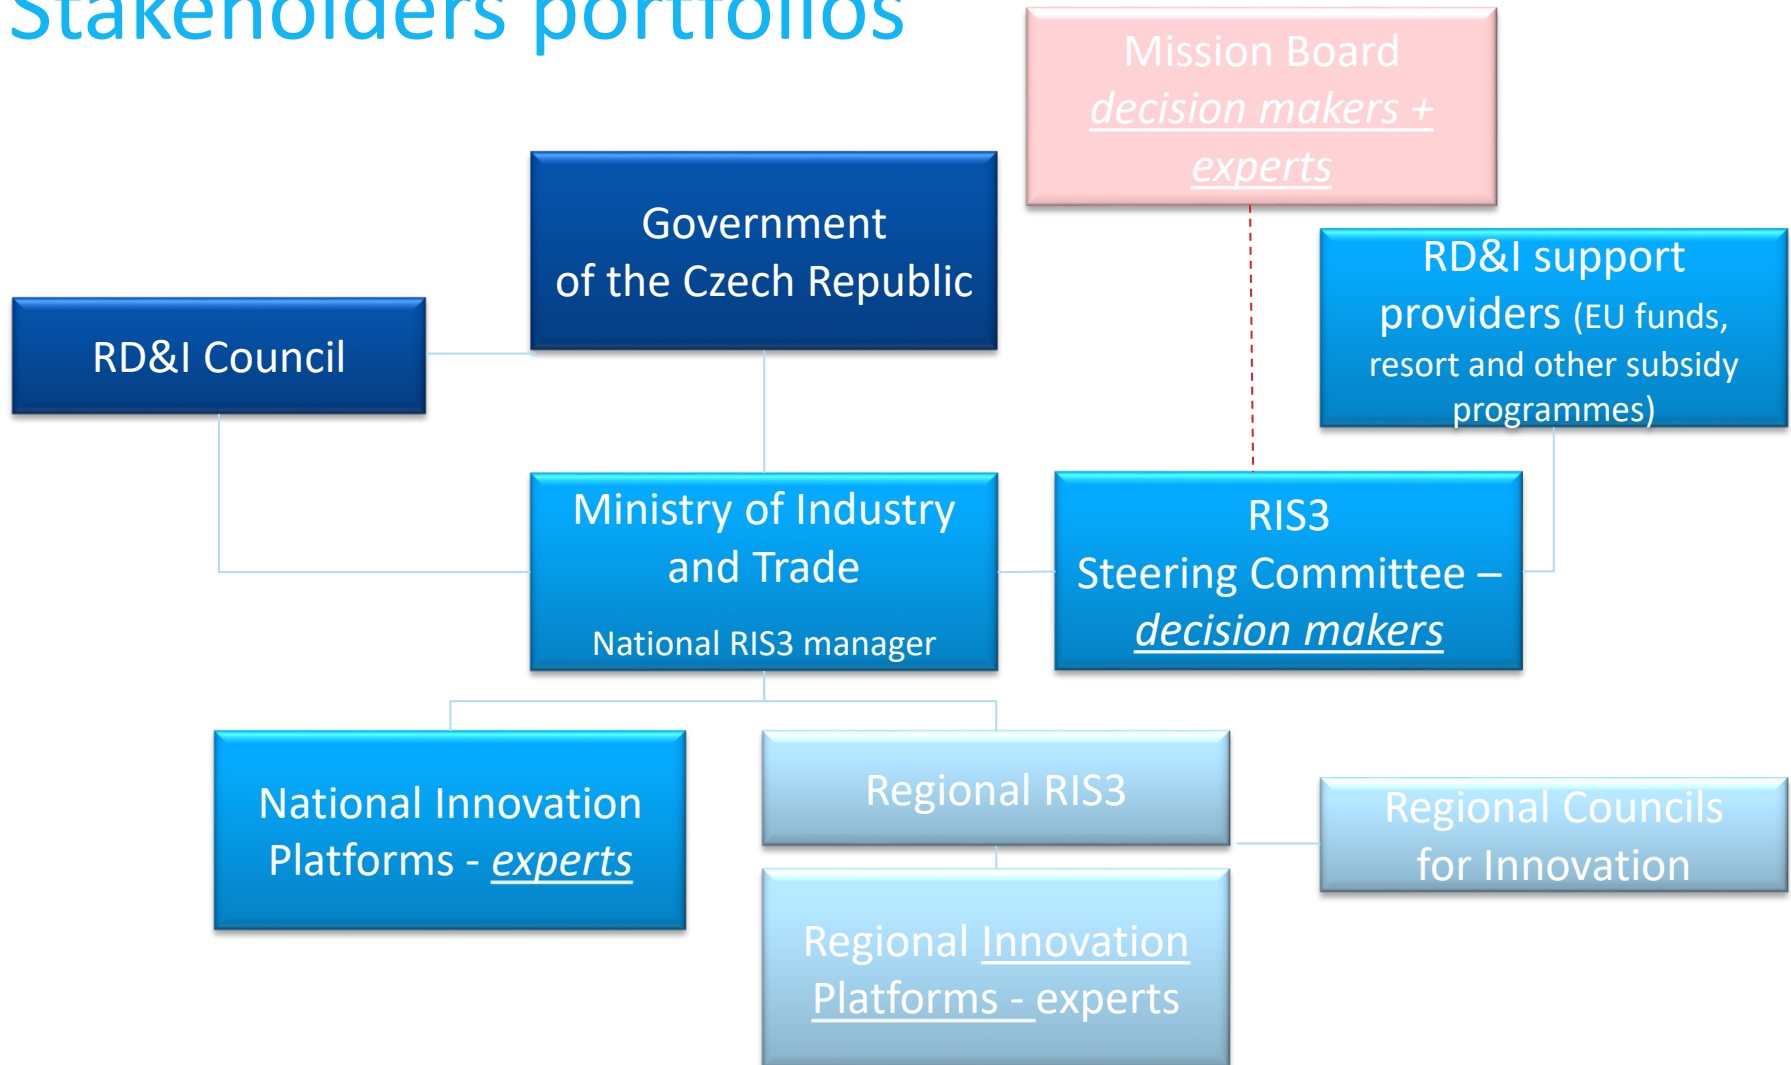 Stakeholders portfolios
Mission Board
decision makers +
experts
Government
of the Czech Republic
RD&I support
providers (EU funds,
resort and other subsidy
programmes)
RD&I Council
Ministry of Industry
and Trade
National RIS3 manager
RIS3
Steering Committee –
decision makers
National Innovation
Platforms - experts
Regional RIS3
Regional Councils
for Innovation
Regional Innovation
Platforms - experts